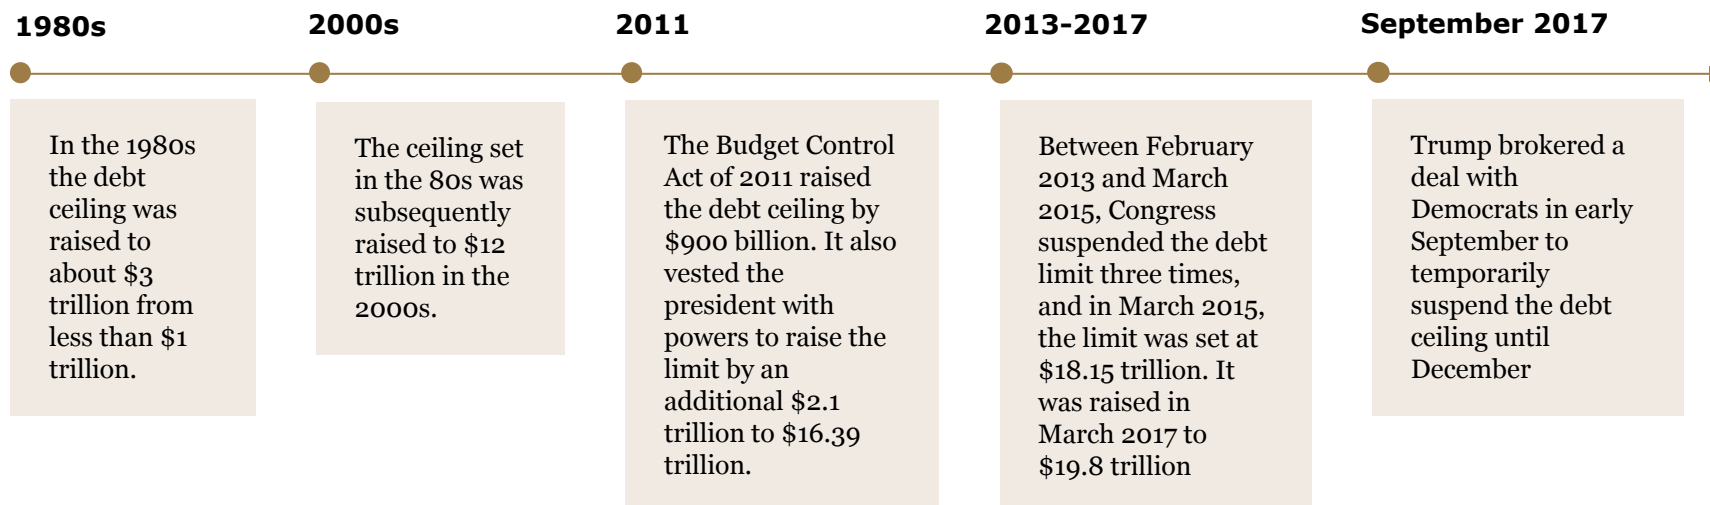 1980s
In the 1980s
the debt
ceiling was
raised to
about $3
trillion from
less than $1
trillion.
2000s
The ceiling set
in the 80s was
subsequently
raised to $12
trillion in the
2000s.
2011
The Budget Control
Act of 2011 raised
the debt ceiling by
$900 billion. It also
vested the
president with
powers to raise the
limit by an
additional $2.1
trillion to $16.39
trillion.
2013-2017
Between February
2013 and March
2015, Congress
suspended the debt
limit three times,
and in March 2015,
the limit was set at
$18.15 trillion. It
was raised in
March 2017 to
$19.8 trillion
September 2017
Trump brokered a
deal with
Democrats in early
September to
temporarily
suspend the debt
ceiling until
December